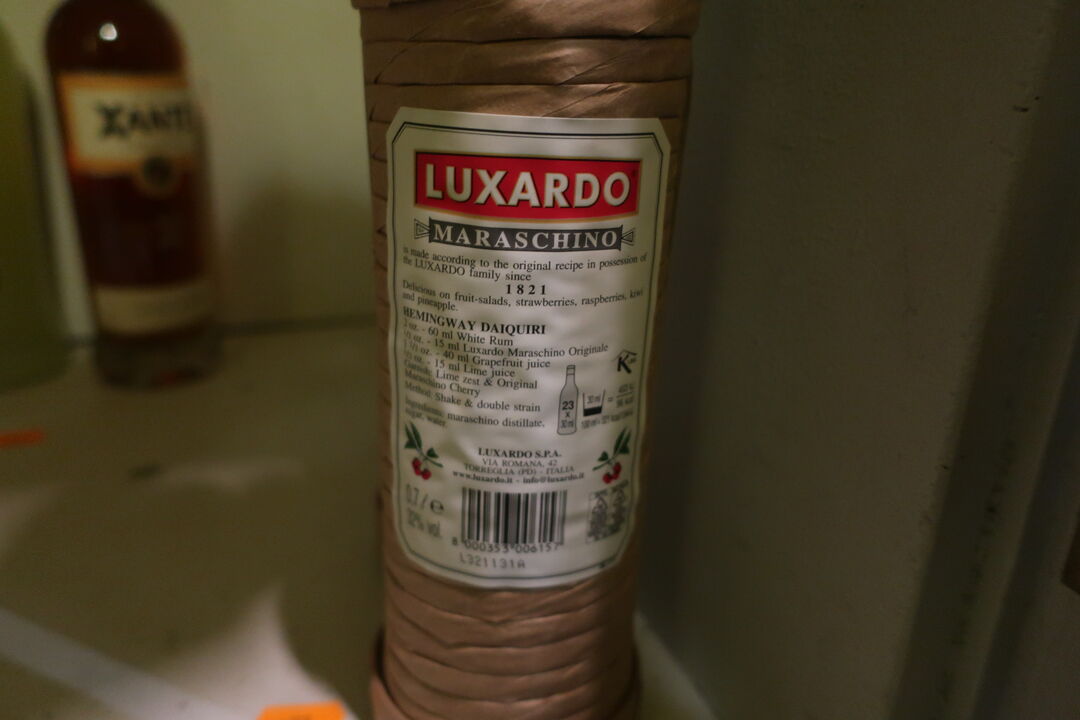 XANT
LUXARDO
MARASCHINO
is made according to the original recipe in possession of
the LUXARDO family since
1821
Delicious on fruit-salads, strawberries, raspberries, kiwi
and pineapple.
HEMINGWAY DAIQUIRI
2 oz. - 60 ml White Rum
½ oz. - 15 ml Luxardo Maraschino Originale
1 ½ oz. - 40 ml Grapefruit juice
½ oz. - 15 ml Lime juice
Garnish: Lime zest & Original
Maraschino Cherry
Method: Shake & double strain
Ingredients: maraschino distillate,
sugar, water.
K
23
x
30 ml
30 ml
=
LUXARDO S.P.A.
VIA ROMANA, 42
TORREGLIA (PD) - ITALIA
www.luxardo.it - info@luxardo.it
0,7 l e
32% vol.
8 000353 006157
L321131A